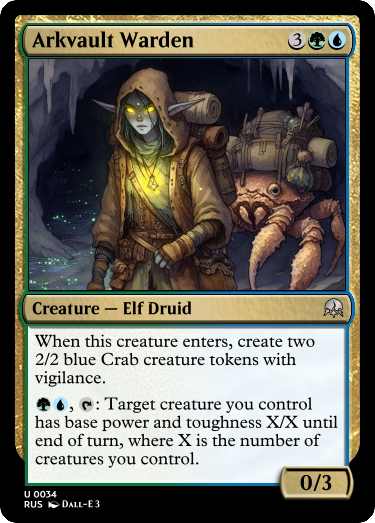 Arkvault Warden 3
Creature — Elf Druid
When this creature enters, create two
2/2 blue Crab creature tokens with
vigilance.
, : Target creature you control
has base power and toughness X/X until
end of turn, where X is the number of
creatures you control.
0/3
U 0034
RUS DALL-E 3